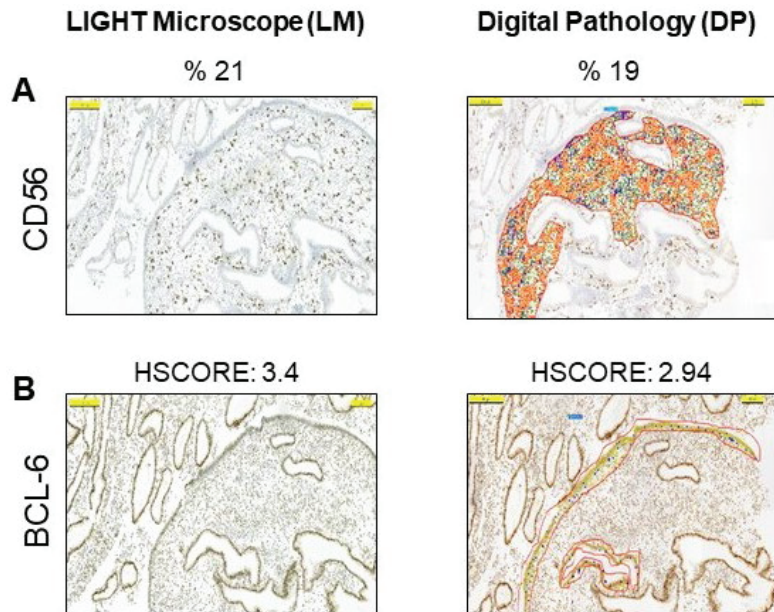 LIGHT Microscope (LM)
Digital Pathology (DP)
% 21
% 19
A
CD56
HSCORE: 3.4
HSCORE: 2.94
B
BCL-6